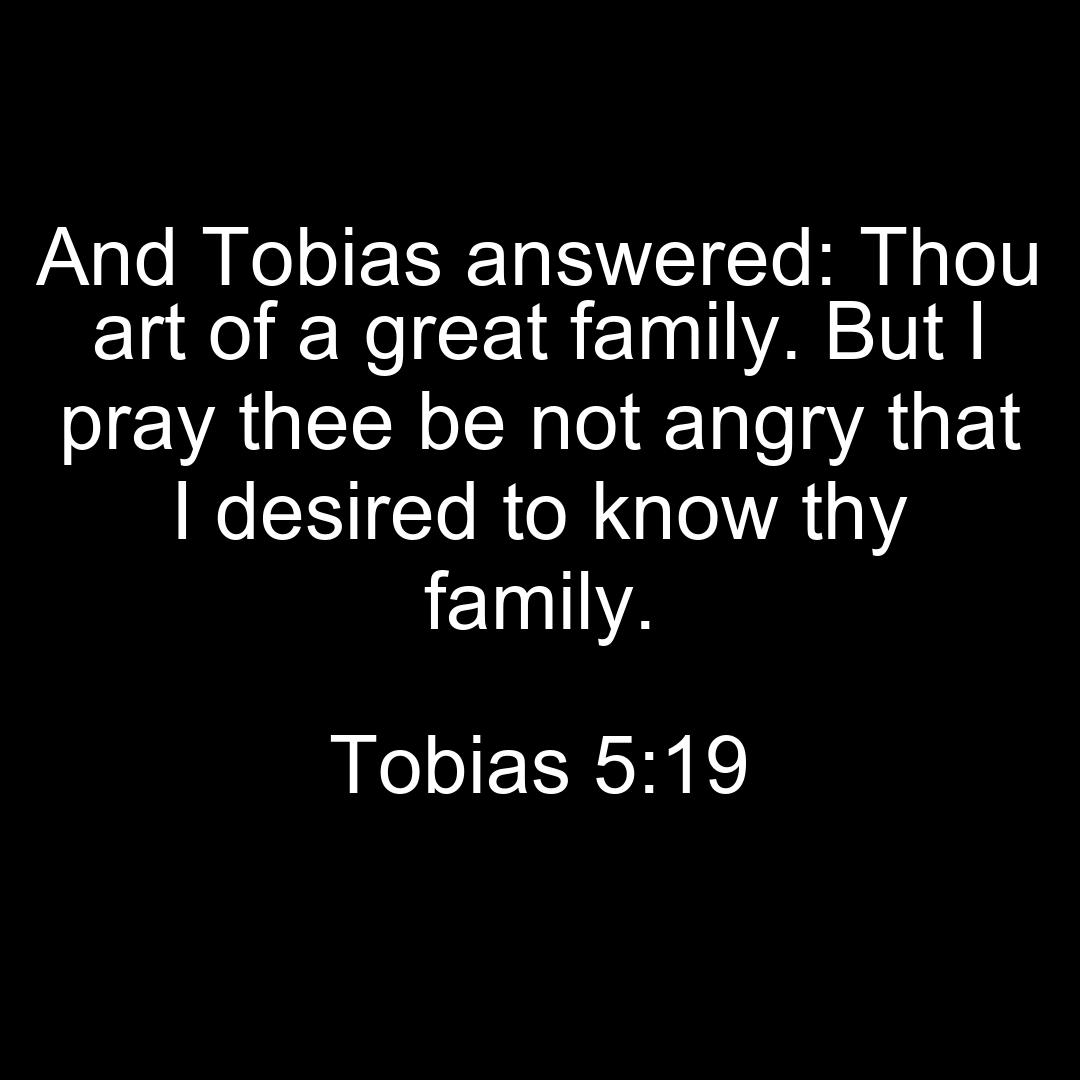 And Tobias answered: Thou
art of a great family. But I
pray thee be not angry that
I desired to know thy
family.
Tobias 5:19